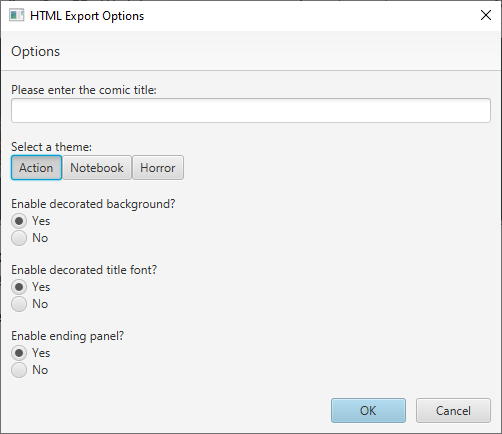 HTML Export Options
Options
Please enter the comic title:
Select a theme:
Action Notebook Horror
Enable decorated background?
Yes
No
Enable decorated title font?
Yes
No
Enable ending panel?
Yes
No
OK Cancel